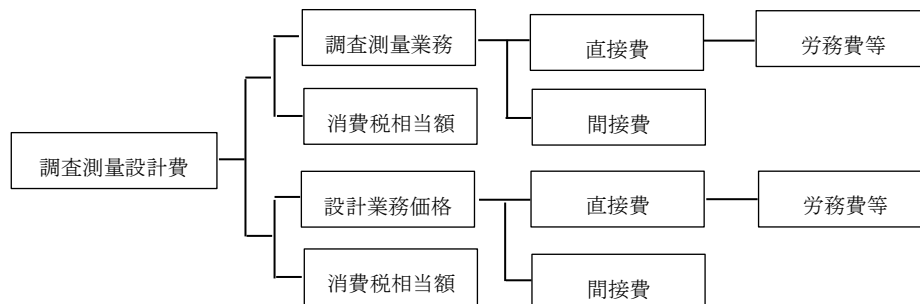 調査測量業務
直接費
労務費等
消費税相当額
間接費
調査測量設計費
設計業務価格
直接費
労務費等
消費税相当額
間接費